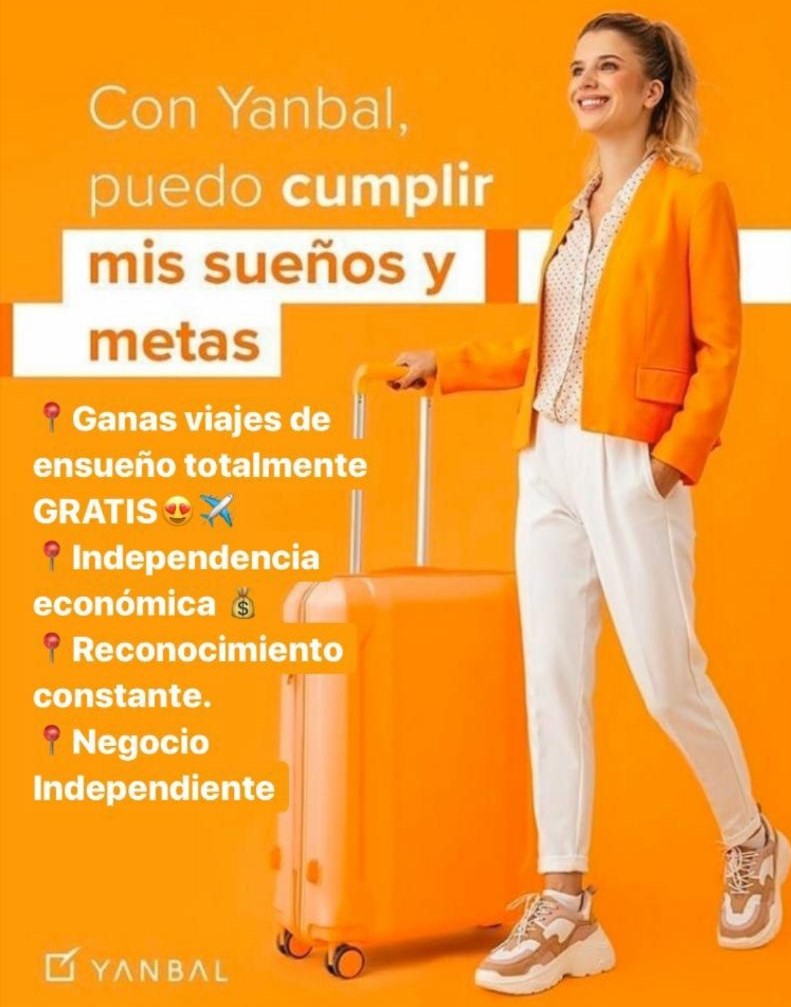 Con Yanbal,
puedo cumplir
mis sueños y
metas
📍Ganas viajes de
ensueño totalmente
GRATIS😍✈️
📍Independencia
económica 💰
📍Reconocimiento
constante.
📍Negocio
Independiente
YANBAL